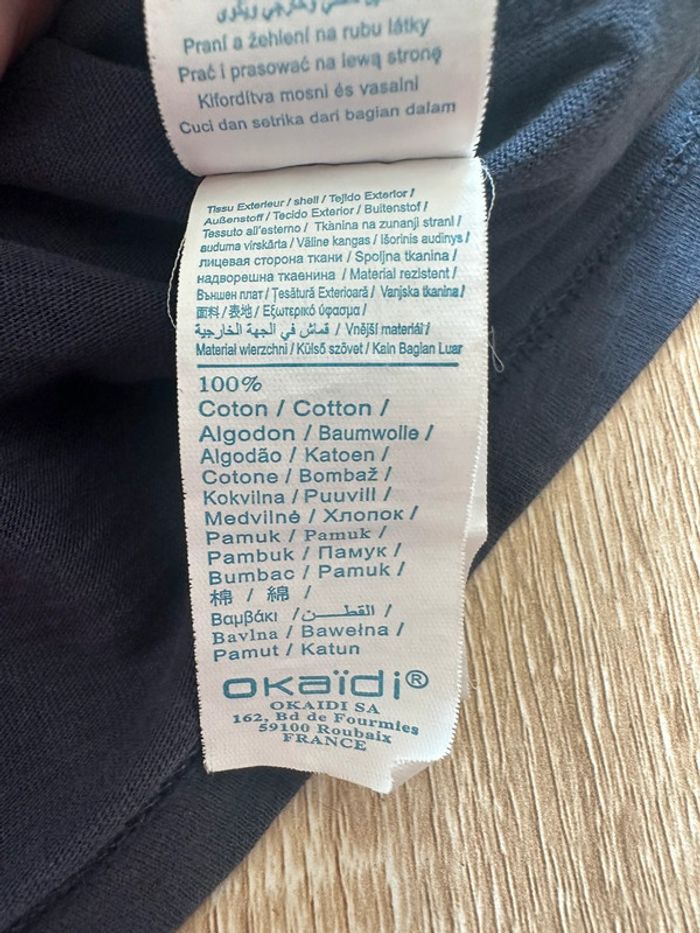 Praní a žehlení na rubu látky
Prać i prasować na lewą stronę
Kifordítva mosni és vasalni
Cuci dan setrika dari bagian dalam
Tissu Exterieur / shell / Tejido Exterior /
Außenstoff / Tecido Exterior / Buitenstof /
Tessuto all'esterno / Tkanina na zunanji strani /
auduma virskārta / Väline kangas / Išorinis audinys /
лицевая сторона ткани / Spoljna tkanina /
надворешна ткаенина / Material rezistent /
Външен плат / Țesătură Exterioară / Vanjska tkanina /
面料 / 表地 / Εξωτερικό ύφασμα /
قماش في الجهة الخارجية / Vnější materiál /
Materiał wierzchni / Külső szövet / Kain Bagian Luar
100%
Coton / Cotton /
Algodon / Baumwolle /
Algodão / Katoen /
Cotone / Bombaž /
Kokvilna / Puuvill /
Medvilnė / Хлопок /
Pamuk / Pamuk /
Pambuk / Памук /
Bumbac / Pamuk /
棉 / 綿 /
Βαμβάκι / القطـــن /
Bavlna / Bawełna /
Pamut / Katun
okaïdi®
OKAIDI SA
162, Bd de Fourmies
59100 Roubaix
FRANCE